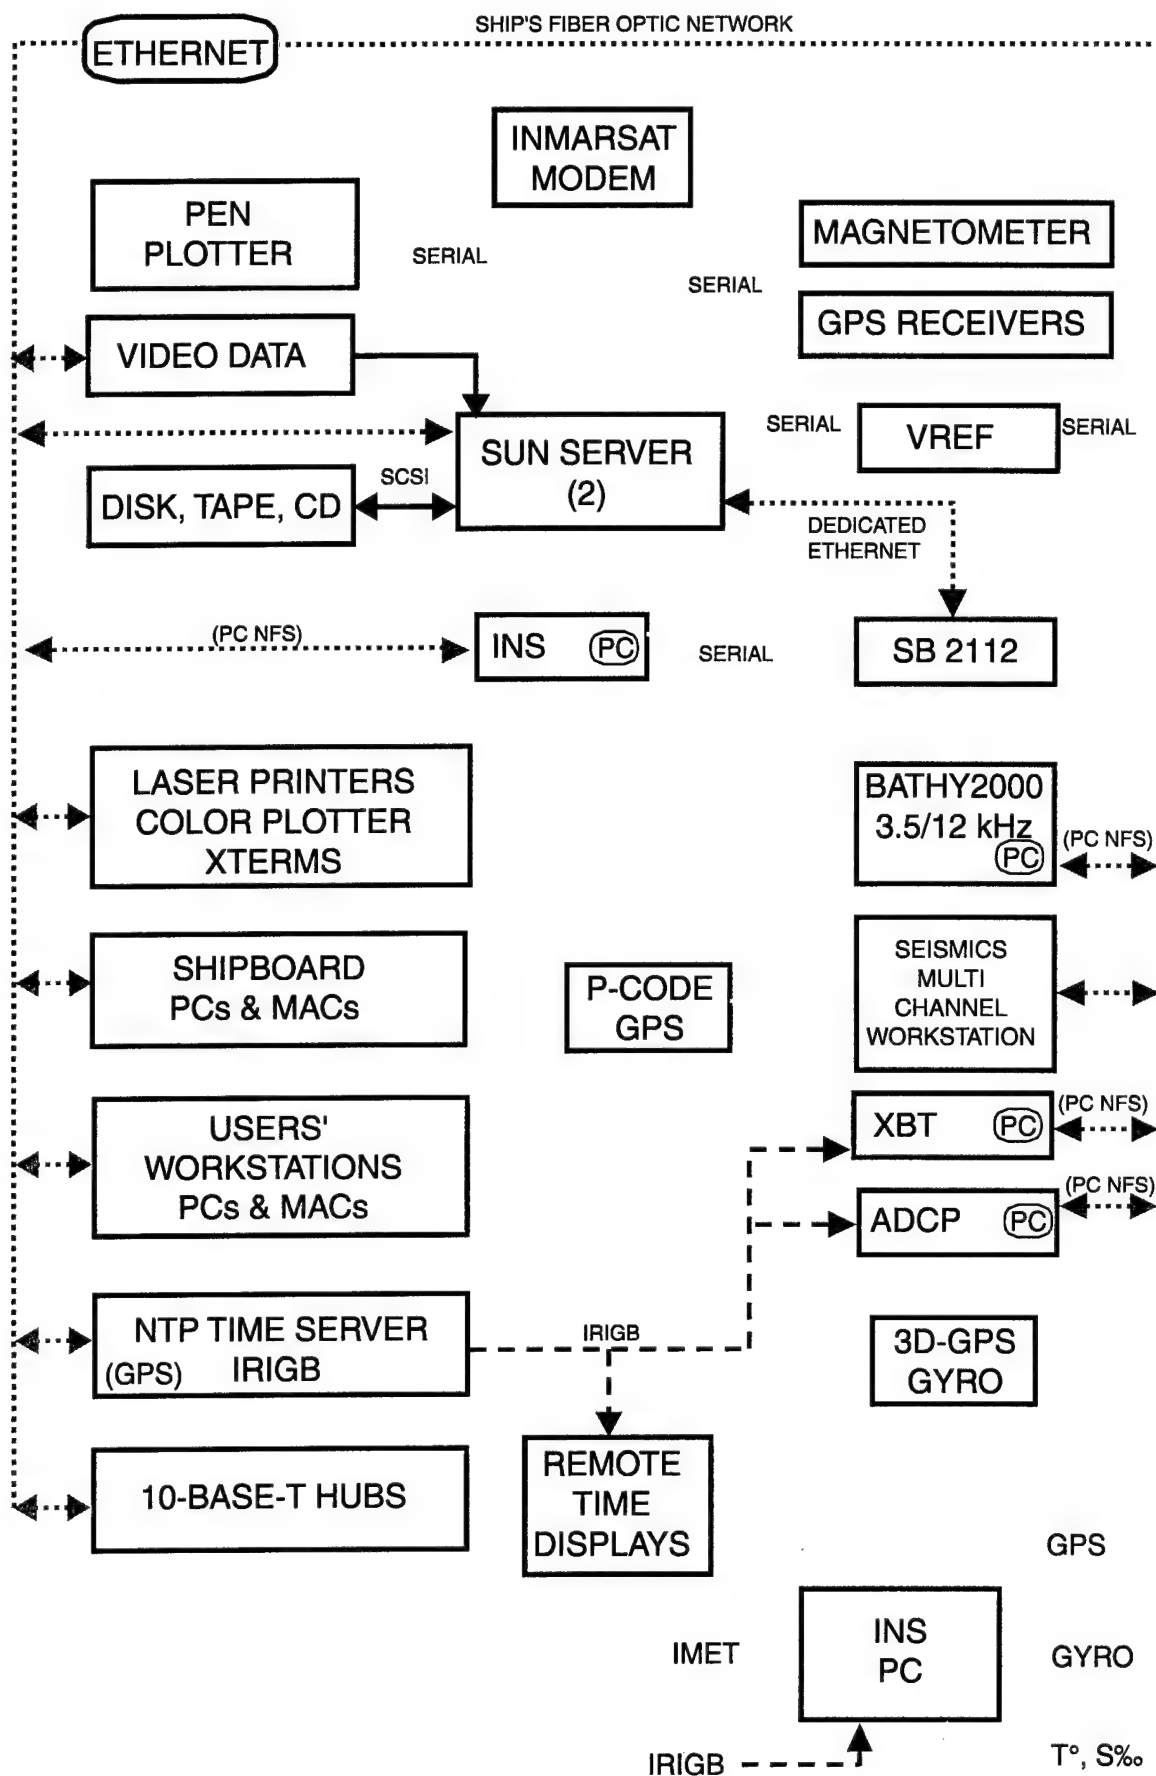 SHIP'S FIBER OPTIC NETWORK
ETHERNET
INMARSAT
MODEM
PEN
PLOTTER
SERIAL
MAGNETOMETER
SERIAL
GPS RECEIVERS
VIDEO DATA
SUN SERVER
(2)
SERIAL
VREF
SERIAL
SCSI
DISK, TAPE, CD
DEDICATED
ETHERNET
(PC NFS)
INS PC
SERIAL
SB 2112
LASER PRINTERS
COLOR PLOTTER
XTERMS
BATHY2000
3.5/12 kHz
PC
(PC NFS)
SHIPBOARD
PCs & MACs
P-CODE
GPS
SEISMICS
MULTI
CHANNEL
WORKSTATION
USERS'
WORKSTATIONS
PCs & MACs
XBT PC
(PC NFS)
ADCP PC
(PC NFS)
NTP TIME SERVER
(GPS) IRIGB
IRIGB
3D-GPS
GYRO
10-BASE-T HUBS
REMOTE
TIME
DISPLAYS
GPS
IMET
INS
PC
GYRO
IRIGB
T°, S‰